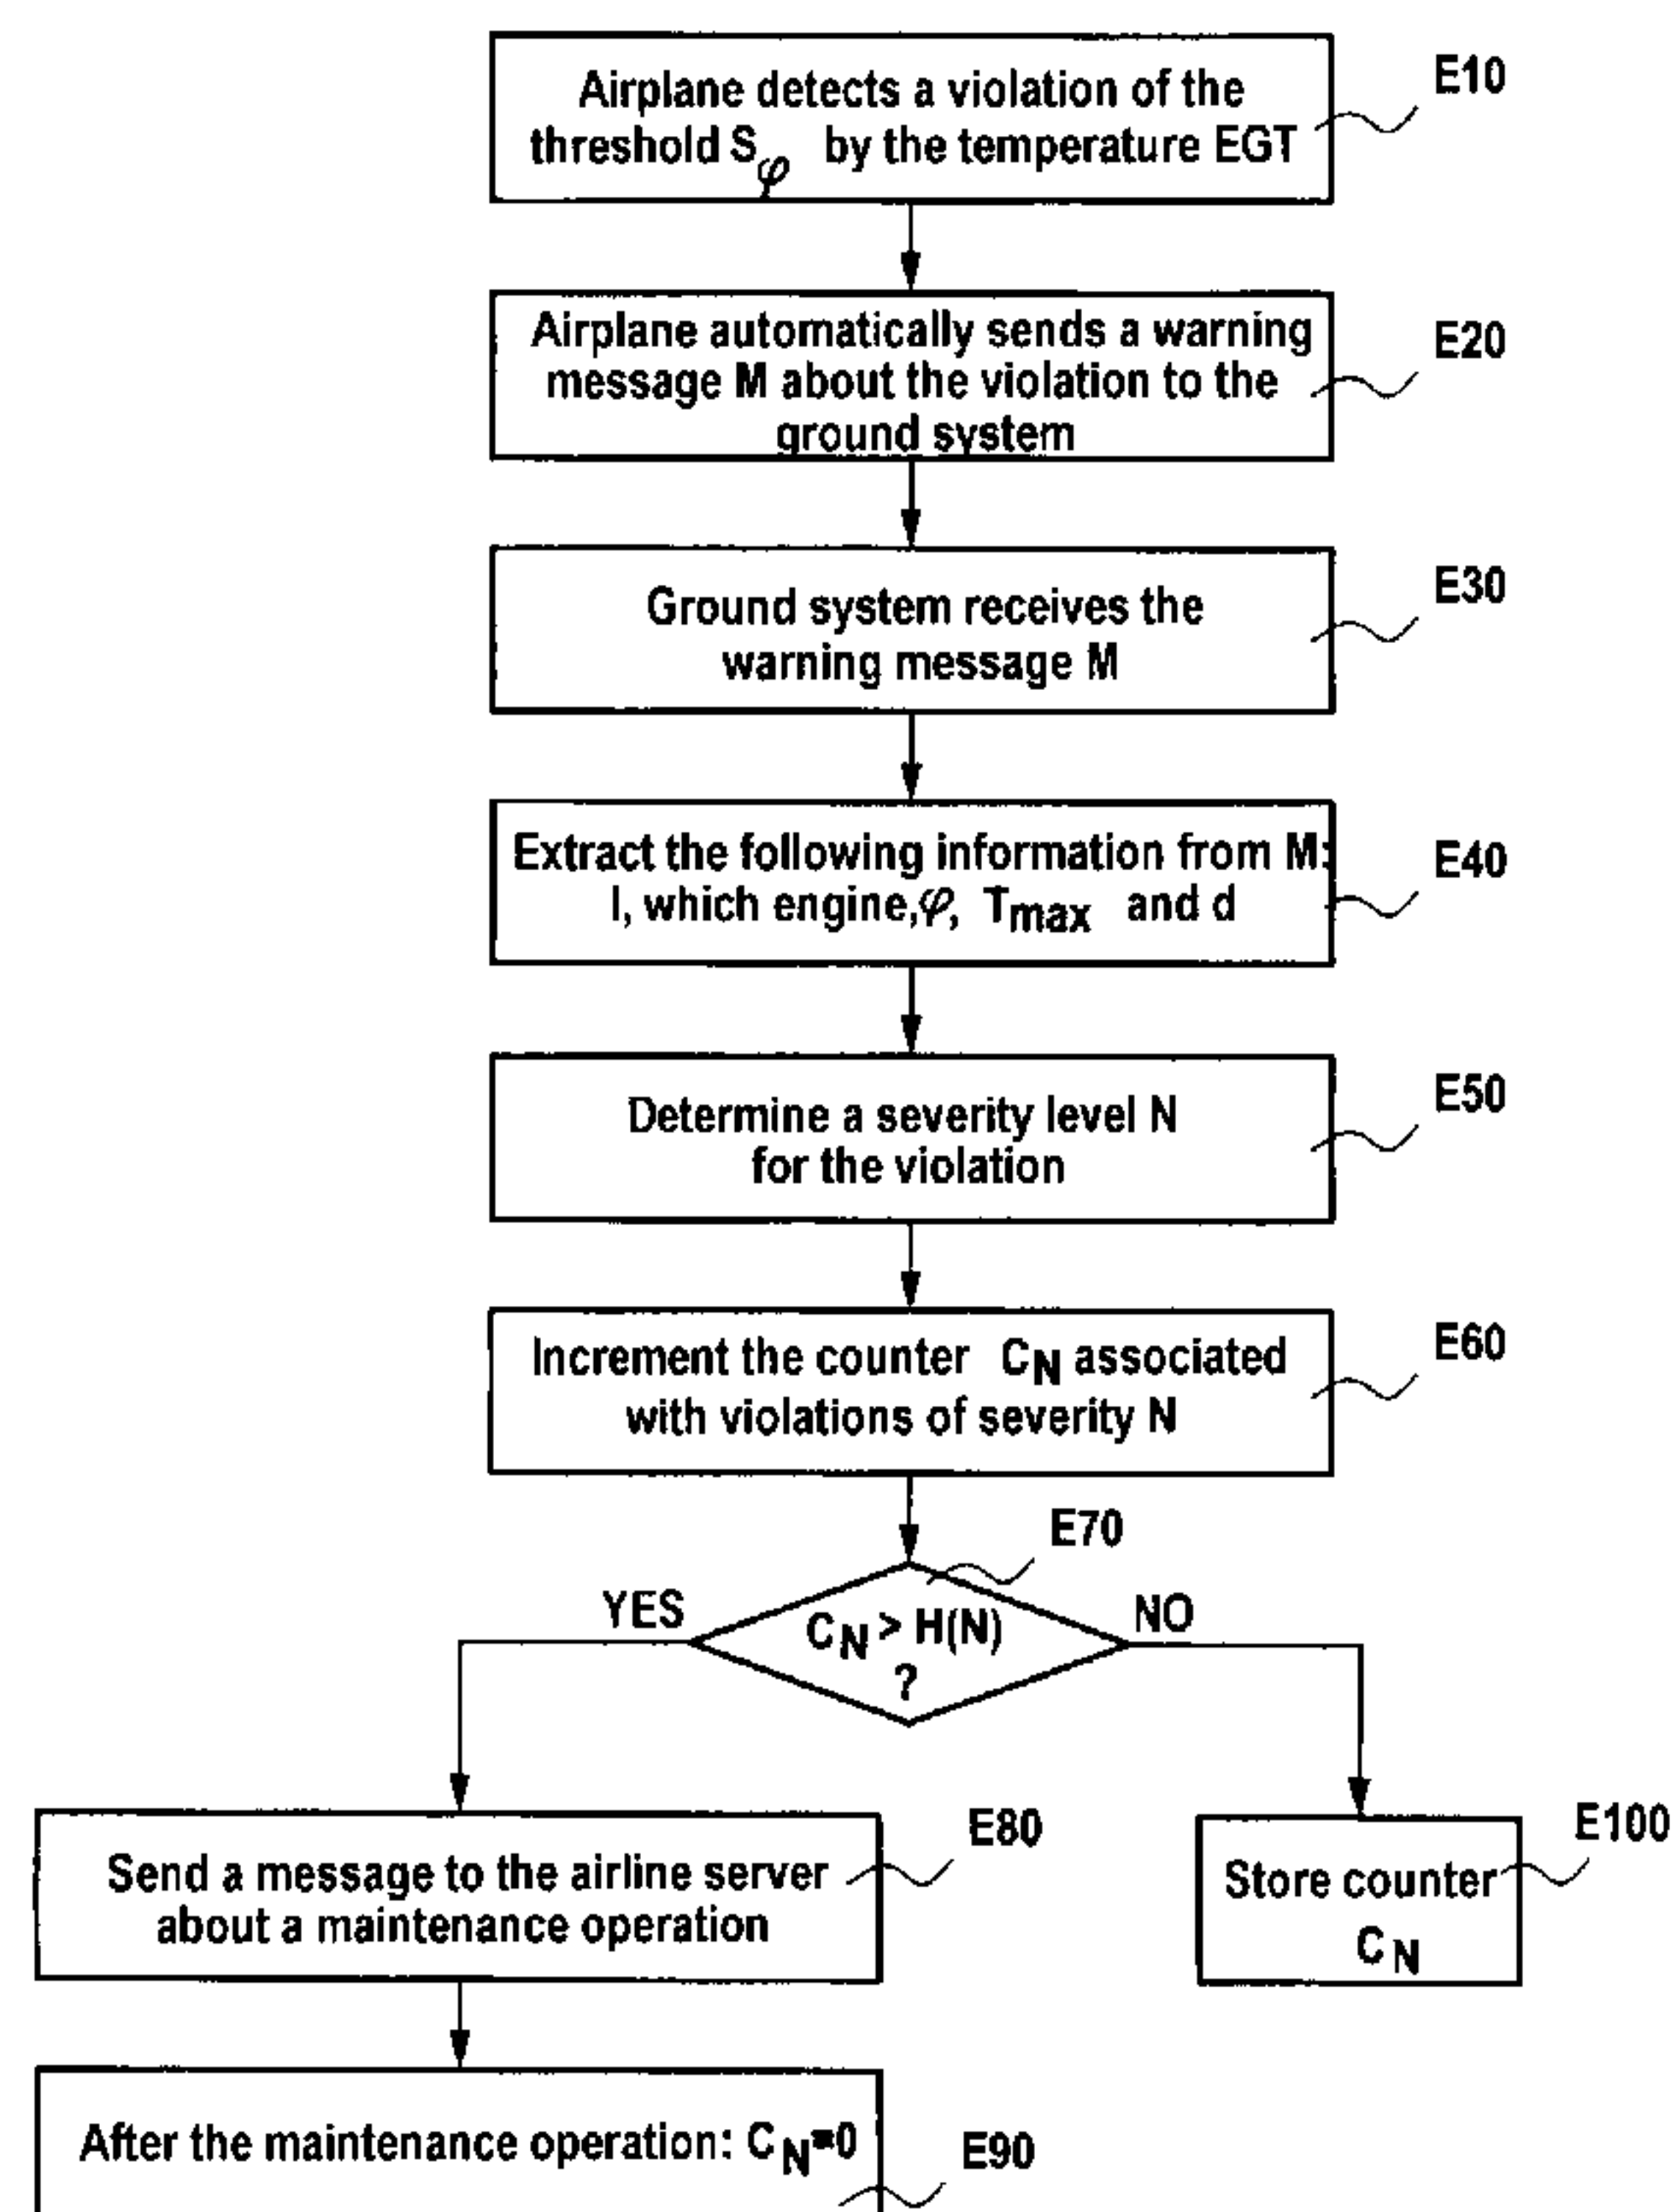 Airplane detects a violation of the
threshold Sφ by the temperature EGT
E10
Airplane automatically sends a warning
message M about the violation to the
ground system
E20
Ground system receives the
warning message M
E30
Extract the following information from M:
I, which engine,φ, Tmax and d
E40
Determine a severity level N
for the violation
E50
Increment the counter CN associated
with violations of severity N
E60
E70
YES
CN > H(N)
?
NO
Send a message to the airline server
about a maintenance operation
E80
Store counter
CN
E100
After the maintenance operation: CN=0
E90